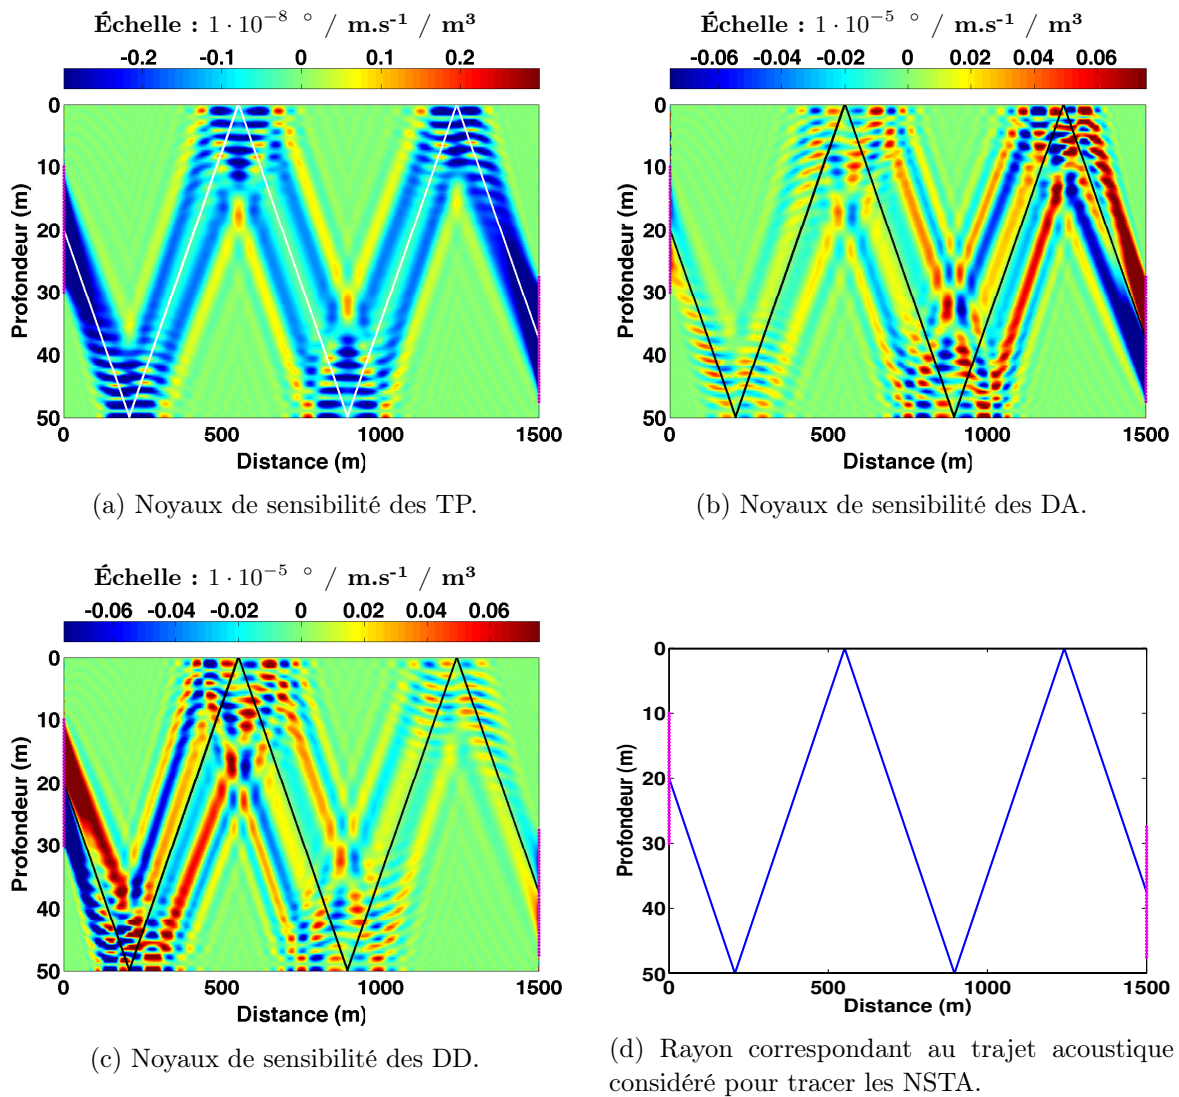 Échelle : 1 · 10⁻⁸ ° / m.s⁻¹ / m³
-0.2 -0.1 0 0.1 0.2
0
10
20
30
40
50
Profondeur (m)
0 500 1000 1500
Distance (m)
(a) Noyaux de sensibilité des TP.
Échelle : 1 · 10⁻⁵ ° / m.s⁻¹ / m³
-0.06 -0.04 -0.02 0 0.02 0.04 0.06
0
10
20
30
40
50
Profondeur (m)
0 500 1000 1500
Distance (m)
(b) Noyaux de sensibilité des DA.
Échelle : 1 · 10⁻⁵ ° / m.s⁻¹ / m³
-0.06 -0.04 -0.02 0 0.02 0.04 0.06
0
10
20
30
40
50
Profondeur (m)
0 500 1000 1500
Distance (m)
(c) Noyaux de sensibilité des DD.
0
10
20
30
40
50
Profondeur (m)
0 500 1000 1500
Distance (m)
(d) Rayon correspondant au trajet acoustique
considéré pour tracer les NSTA.